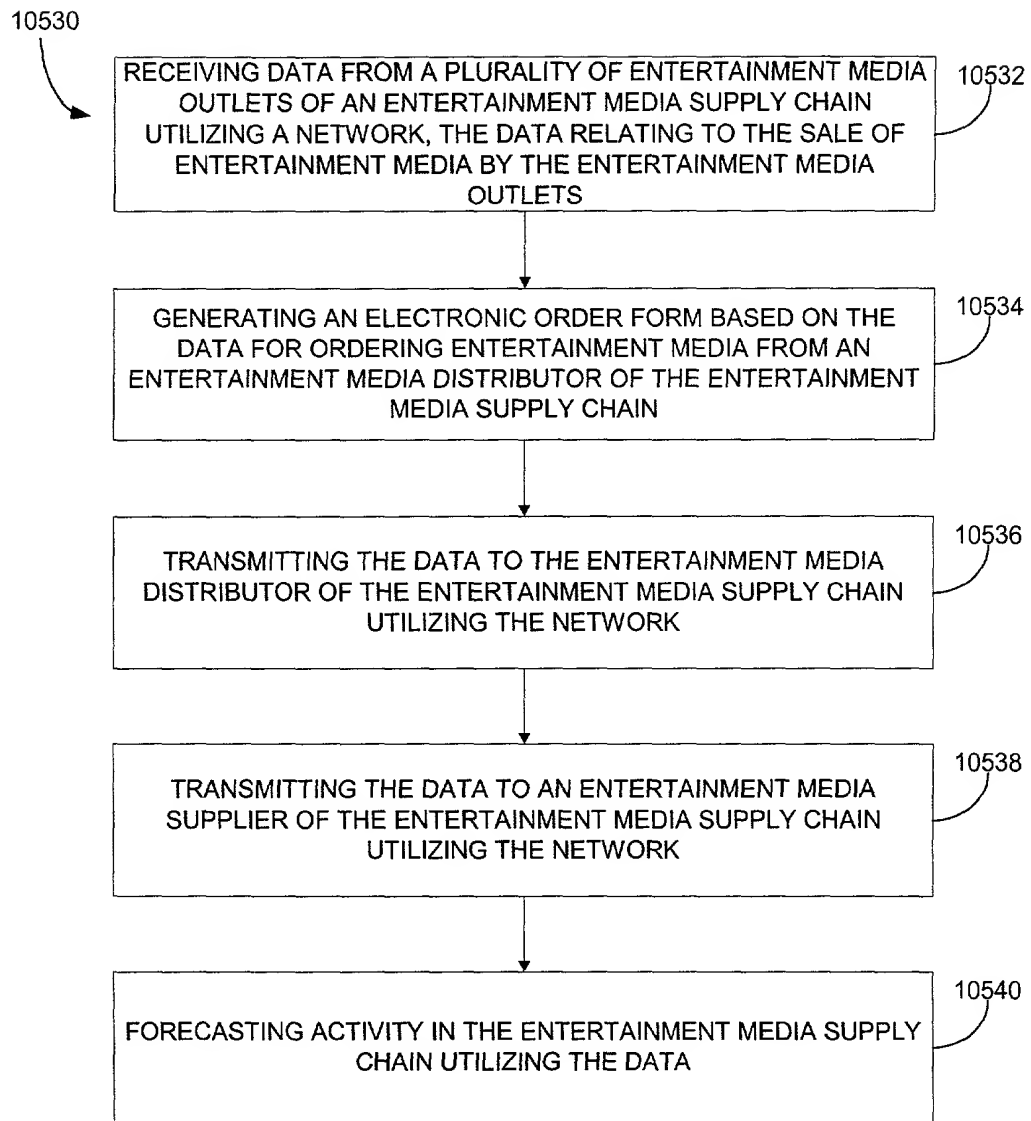 10530
RECEIVING DATA FROM A PLURALITY OF ENTERTAINMENT MEDIA
OUTLETS OF AN ENTERTAINMENT MEDIA SUPPLY CHAIN
UTILIZING A NETWORK, THE DATA RELATING TO THE SALE OF
ENTERTAINMENT MEDIA BY THE ENTERTAINMENT MEDIA
OUTLETS
10532
GENERATING AN ELECTRONIC ORDER FORM BASED ON THE
DATA FOR ORDERING ENTERTAINMENT MEDIA FROM AN
ENTERTAINMENT MEDIA DISTRIBUTOR OF THE ENTERTAINMENT
MEDIA SUPPLY CHAIN
10534
TRANSMITTING THE DATA TO THE ENTERTAINMENT MEDIA
DISTRIBUTOR OF THE ENTERTAINMENT MEDIA SUPPLY CHAIN
UTILIZING THE NETWORK
10536
TRANSMITTING THE DATA TO AN ENTERTAINMENT MEDIA
SUPPLIER OF THE ENTERTAINMENT MEDIA SUPPLY CHAIN
UTILIZING THE NETWORK
10538
FORECASTING ACTIVITY IN THE ENTERTAINMENT MEDIA SUPPLY
CHAIN UTILIZING THE DATA
10540